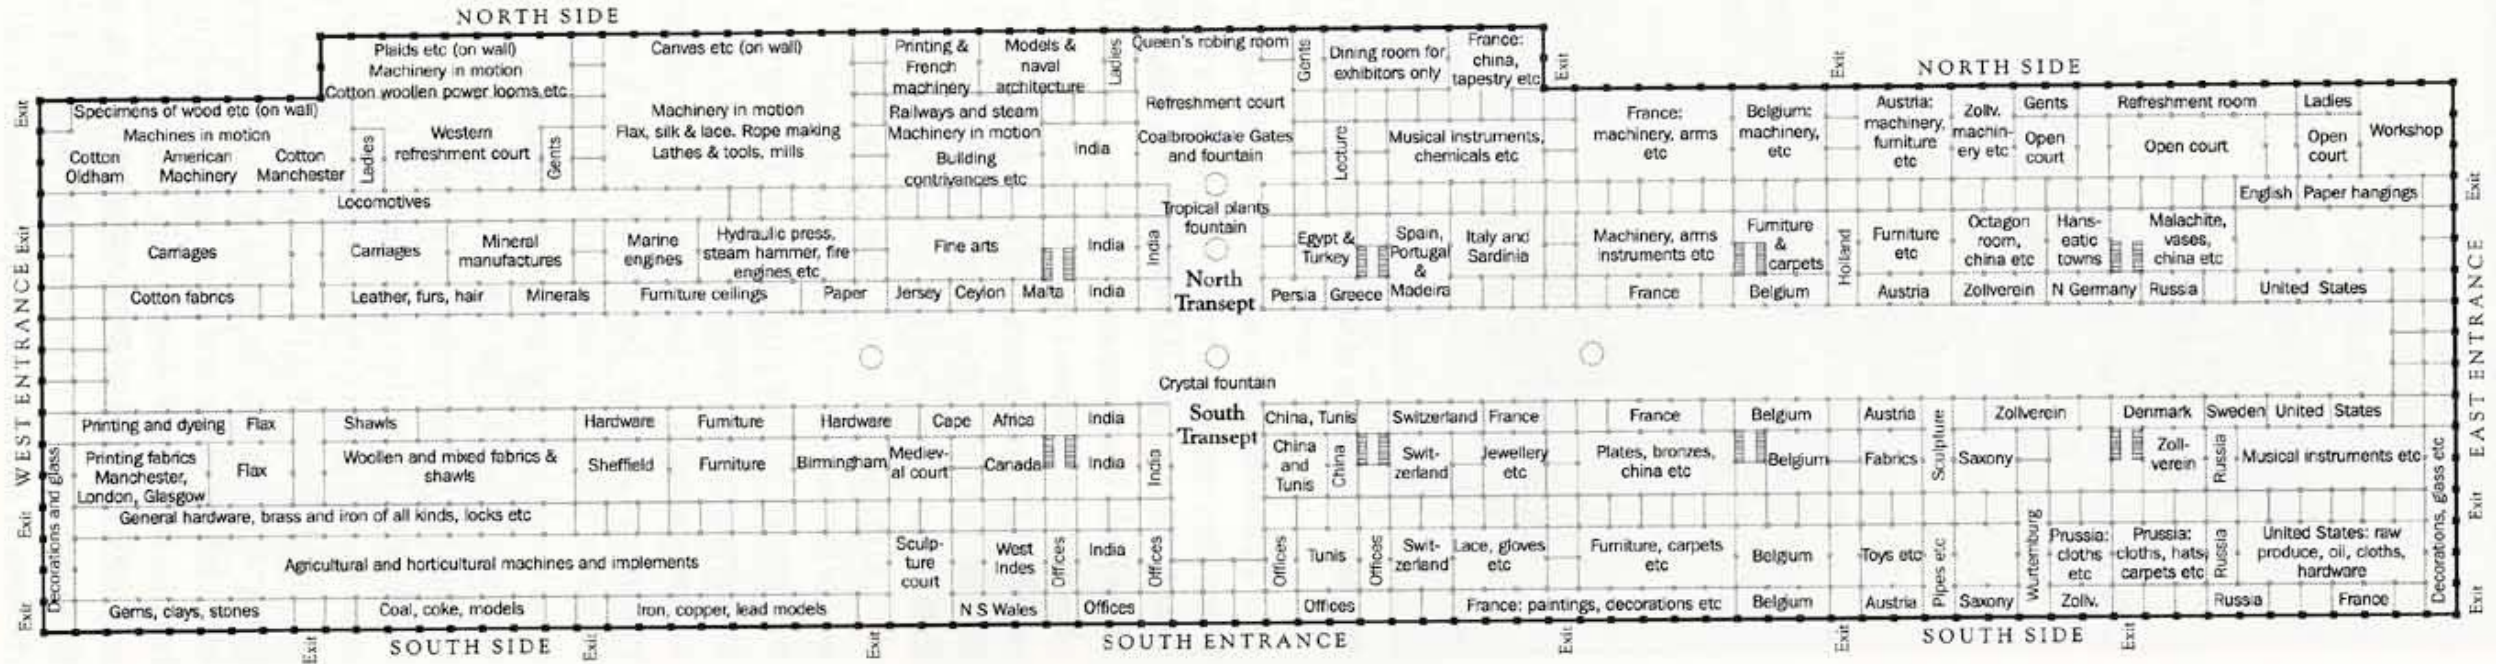 NORTH SIDE
Plaids etc (on wall)
Machinery in motion
Cotton woollen power looms etc
Canvas etc (on wall)
Printing &
French
machinery
Models &
naval
architecture
Ladies
Queen's robing room
Gents
Dining room for
exhibitors only
France:
china,
tapestry etc
Exit
Exit
NORTH SIDE
Exit
Specimens of wood etc (on wall)
Machines in motion
Cotton
Oldham
American
Machinery
Cotton
Manchester
Ladies
Western
refreshment court
Gents
Machinery in motion
Flax, silk & lace. Rope making
Lathes & tools, mills
Railways and steam
Machinery in motion
Building
contrivances etc
India
Refreshment court
Coalbrookdale Gates
and fountain
Lecture
Musical instruments,
chemicals etc
France:
machinery, arms
etc
Belgium:
machinery,
etc
Austria:
machinery,
furniture
etc
Zollv.
machin-
ery etc
Gents
Open
court
Refreshment room
Open court
Ladies
Open
court
Workshop
Locomotives
Tropical plants
fountain
English
Paper hangings
Exit
Exit
Carriages
Carriages
Mineral
manufactures
Marine
engines
Hydraulic press,
steam hammer, fire
engines etc
Fine arts
India
India
North
Transept
Egypt &
Turkey
Spain,
Portugal
&
Madeira
Italy and
Sardinia
Machinery, arms
instruments etc
Furniture
&
carpets
Holland
Furniture
etc
Octagon
room,
china etc
Hans-
eatic
towns
Malachite,
vases,
china etc
Cotton fabrics
Leather, furs, hair
Minerals
Furniture ceilings
Paper
Jersey
Ceylon
Malta
India
Persia
Greece
France
Belgium
Austria
Zollverein
N Germany
Russia
United States
WEST ENTRANCE
EAST ENTRANCE
Crystal fountain
South
Transept
Printing and dyeing
Flax
Shawls
Hardware
Furniture
Hardware
Cape
Africa
India
China, Tunis
Switzerland
France
France
Belgium
Austria
Sculpture
Zollverein
Denmark
Sweden
United States
Decorations and glass
Printing fabrics
Manchester,
London, Glasgow
Flax
Woollen and mixed fabrics &
shawls
Sheffield
Furniture
Birmingham
Mediev-
al court
Canada
India
India
China
and
Tunis
China
Swit-
zerland
Jewellery
etc
Plates, bronzes,
china etc
Belgium
Fabrics
Saxony
Zoll-
verein
Russia
Musical instruments etc
Decorations, glass etc
General hardware, brass and iron of all kinds, locks etc
Exit
Exit
Agricultural and horticultural machines and implements
Sculp-
ture
court
West
Indes
Offices
India
Offices
Offices
Tunis
Offices
Swit-
zerland
Lace, gloves
etc
Furniture, carpets
etc
Belgium
Toys etc
Pipes etc
Wurtemburg
Prussia:
cloths
etc
Prussia:
cloths, hats
carpets etc
Russia
United States: raw
produce, oil, cloths,
hardware
Exit
Gems, clays, stones
Coal, coke, models
Iron, copper, lead models
N S Wales
Offices
Offices
France: paintings, decorations etc
Belgium
Austria
Saxony
Zollv.
Russia
France
Exit
Exit
SOUTH SIDE
Exit
Exit
SOUTH ENTRANCE
Exit
Exit
SOUTH SIDE
Exit